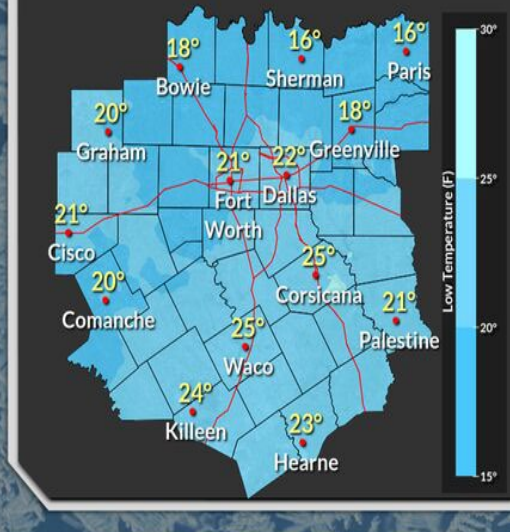 18°
Bowie
16°
Sherman
16°
Paris
20°
Graham
18°
Greenville
21°
Fort
Worth
22°
Dallas
21°
Cisco
20°
Comanche
25°
Corsicana
21°
Palestine
25°
Waco
24°
Killeen
23°
Hearne
30°
25°
20°
15°
Low Temperature (F)